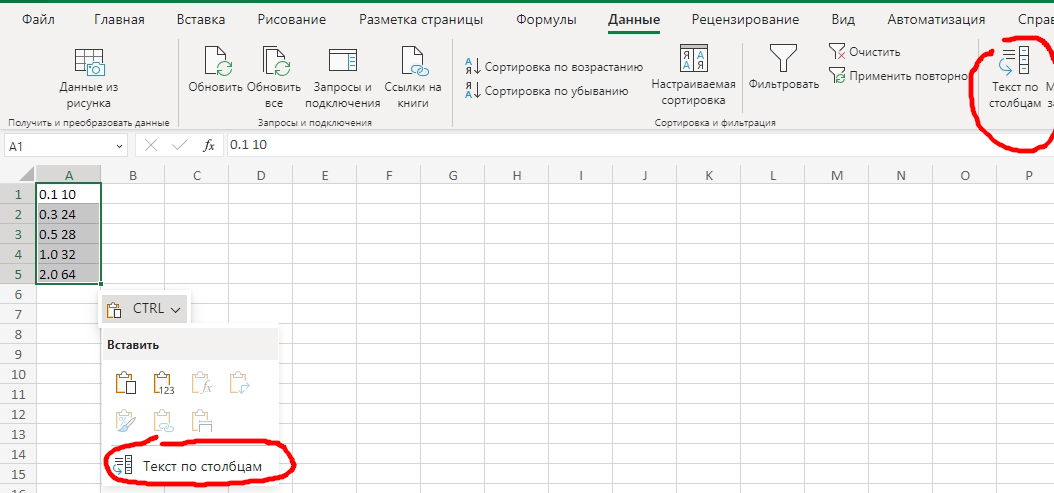 Файл Главная Вставка Рисование Разметка страницы Формулы Данные Рецензирование Вид Автоматизация Спра
Данные из
рисунка
Обновить
Обновить
все
Запросы и
подключения
Ссылки на
книги
Сортировка по возрастанию
Сортировка по убыванию
Настраиваемая
сортировка
Фильтровать
Очистить
Применить повторно
Текст по
столбцам
Получить и преобразовать данные
Запросы и подключения
Сортировка и фильтрация
A1
fx
0.1 10
A B C D E F G H I J K L M N O P
1 0.1 10
2 0.3 24
3 0.5 28
4 1.0 32
5 2.0 64
6
7
8
9
10
11
12
13
14
15
CTRL
Вставить
123
fx
Текст по столбцам